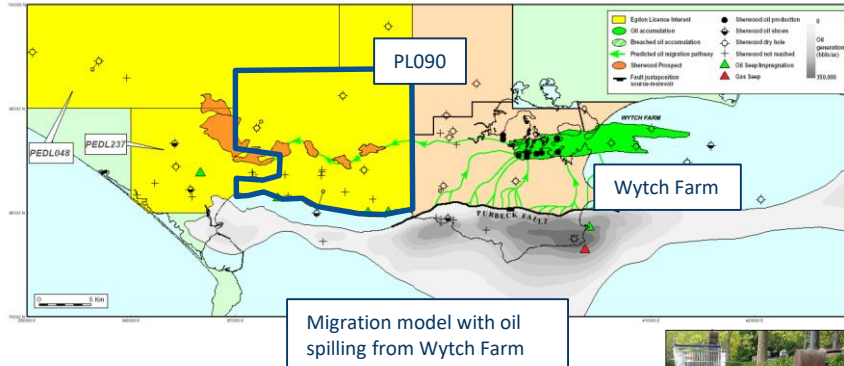 Egdon Licence Interest
Oil accumulation
Breached oil accumulation
Predicted oil migration pathway
Sherwood Prospect
Fault juxtaposition
source-reservoir
Sherwood oil production
Sherwood oil shows
Sherwood dry hole
Sherwood not reached
Oil Seep/Impregnation
Gas Seep
0
Oil
generation
(bbls/ac)
350,000
PL090
WYTCH FARM
PEDL048
PEDL237
Wytch Farm
PURBECK FAULT
0 5 Km
Migration model with oil
spilling from Wytch Farm